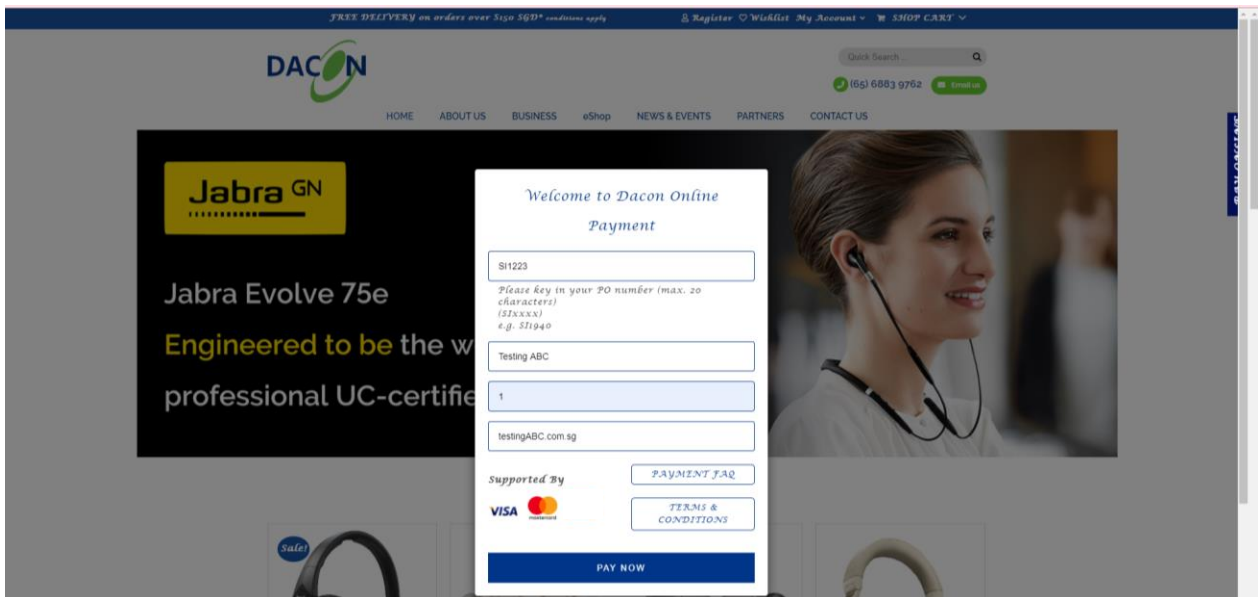 FREE DELIVERY on orders over S150 SGD* conditions apply
Register Wishlist My Account SHOP CART
DACON
Quick Search ...
(65) 6883 9762
Email us
HOME ABOUT US BUSINESS eShop NEWS & EVENTS PARTNERS CONTACT US
Jabra GN
Jabra Evolve 75e
Engineered to be the w
professional UC-certifie
Welcome to Dacon Online
Payment
SI1223
Please key in your PO number (max. 20
characters)
(SIxxxx)
e.g. SI1940
Testing ABC
1
testingABC.com.sg
Supported By
PAYMENT FAQ
VISA
mastercard
TERMS &
CONDITIONS
PAY NOW
Sale!